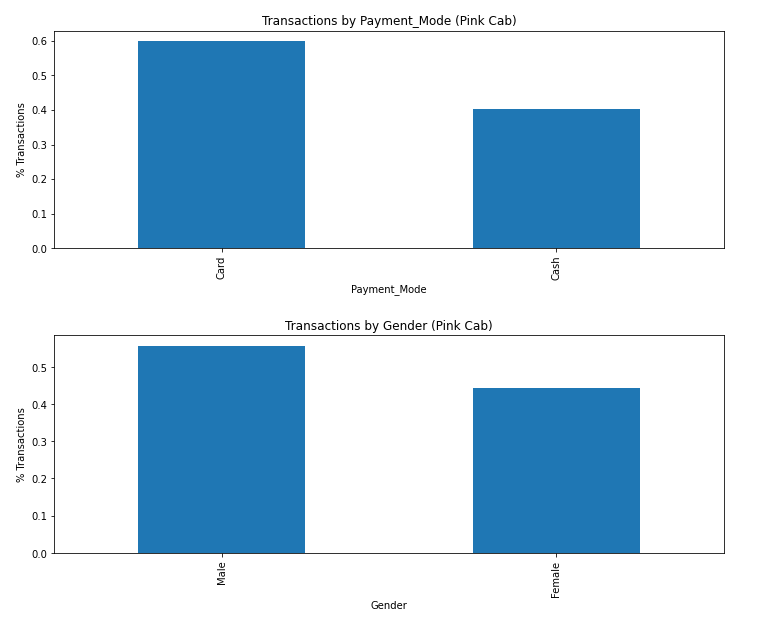 Transactions by Payment_Mode (Pink Cab)
% Transactions
0.6
0.5
0.4
0.3
0.2
0.1
0.0
Card
Cash
Payment_Mode
Transactions by Gender (Pink Cab)
% Transactions
0.5
0.4
0.3
0.2
0.1
0.0
Male
Female
Gender